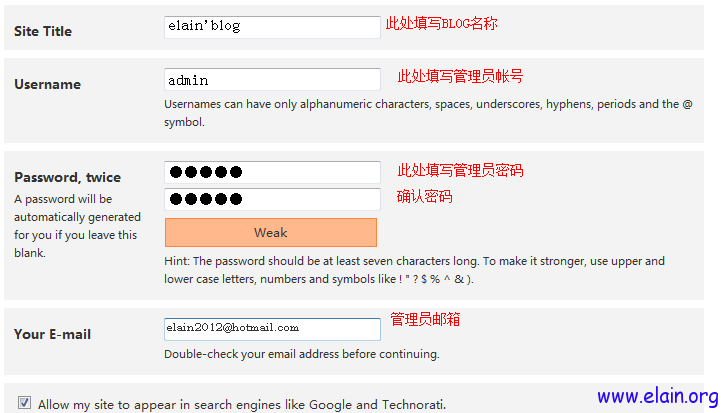 Site Title elain'blog 此处填写BLOG名称
Username admin 此处填写管理员帐号
Usernames can have only alphanumeric characters, spaces, underscores, hyphens, periods and the @
symbol.
Password, twice ●●●●● 此处填写管理员密码
A password will be
automatically generated
for you if you leave this
blank.
●●●●● 确认密码
Weak
Hint: The password should be at least seven characters long. To make it stronger, use upper and
lower case letters, numbers and symbols like ! " ? $ % ^ & ).
Your E-mail elain2012@hotmail.com 管理员邮箱
Double-check your email address before continuing.
Allow my site to appear in search engines like Google and Technorati.
www.elain.org